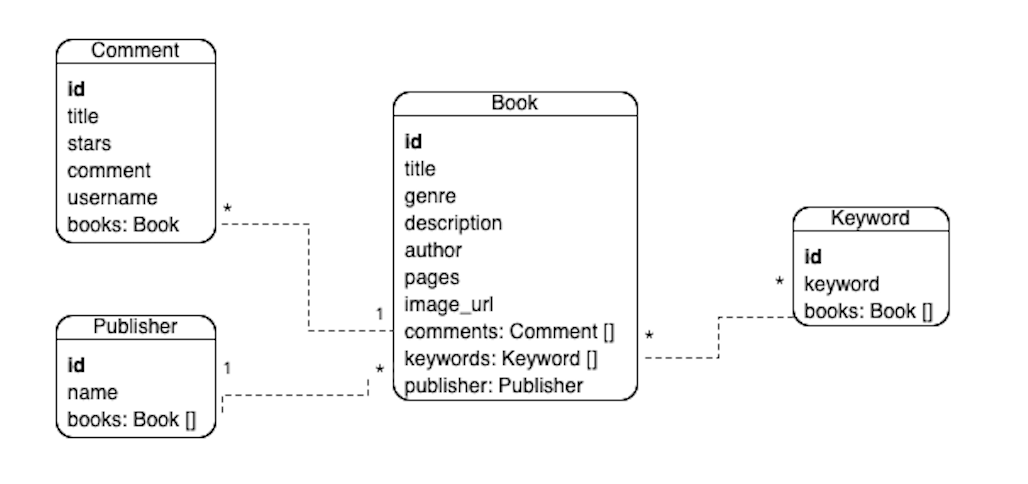 Comment
id
title
stars
comment
username
books: Book
*
Publisher
id
name
books: Book []
1
Book
id
title
genre
description
author
pages
image_url
comments: Comment []
keywords: Keyword []
publisher: Publisher
1
*
*
Keyword
id
keyword
books: Book []
*